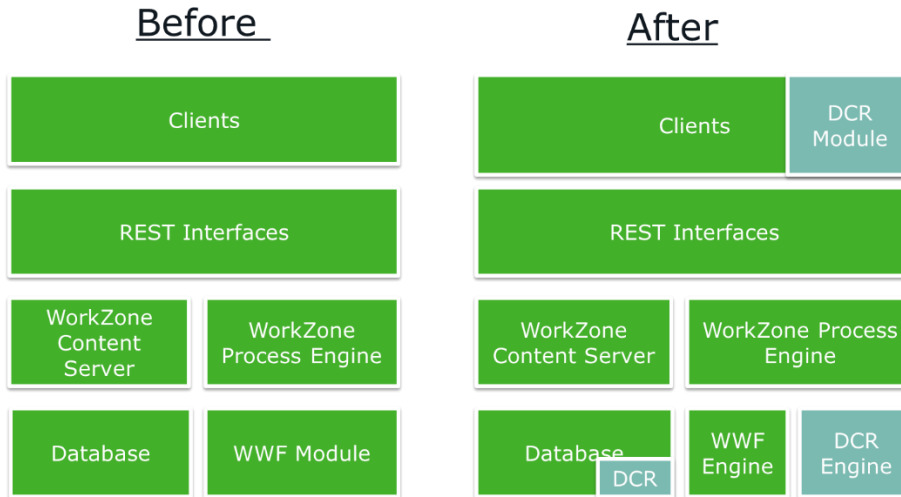 Before
Clients
REST Interfaces
WorkZone
Content
Server
WorkZone
Process Engine
Database
WWF Module
After
Clients
DCR
Module
REST Interfaces
WorkZone
Content Server
WorkZone Process
Engine
Database
DCR
WWF
Engine
DCR
Engine